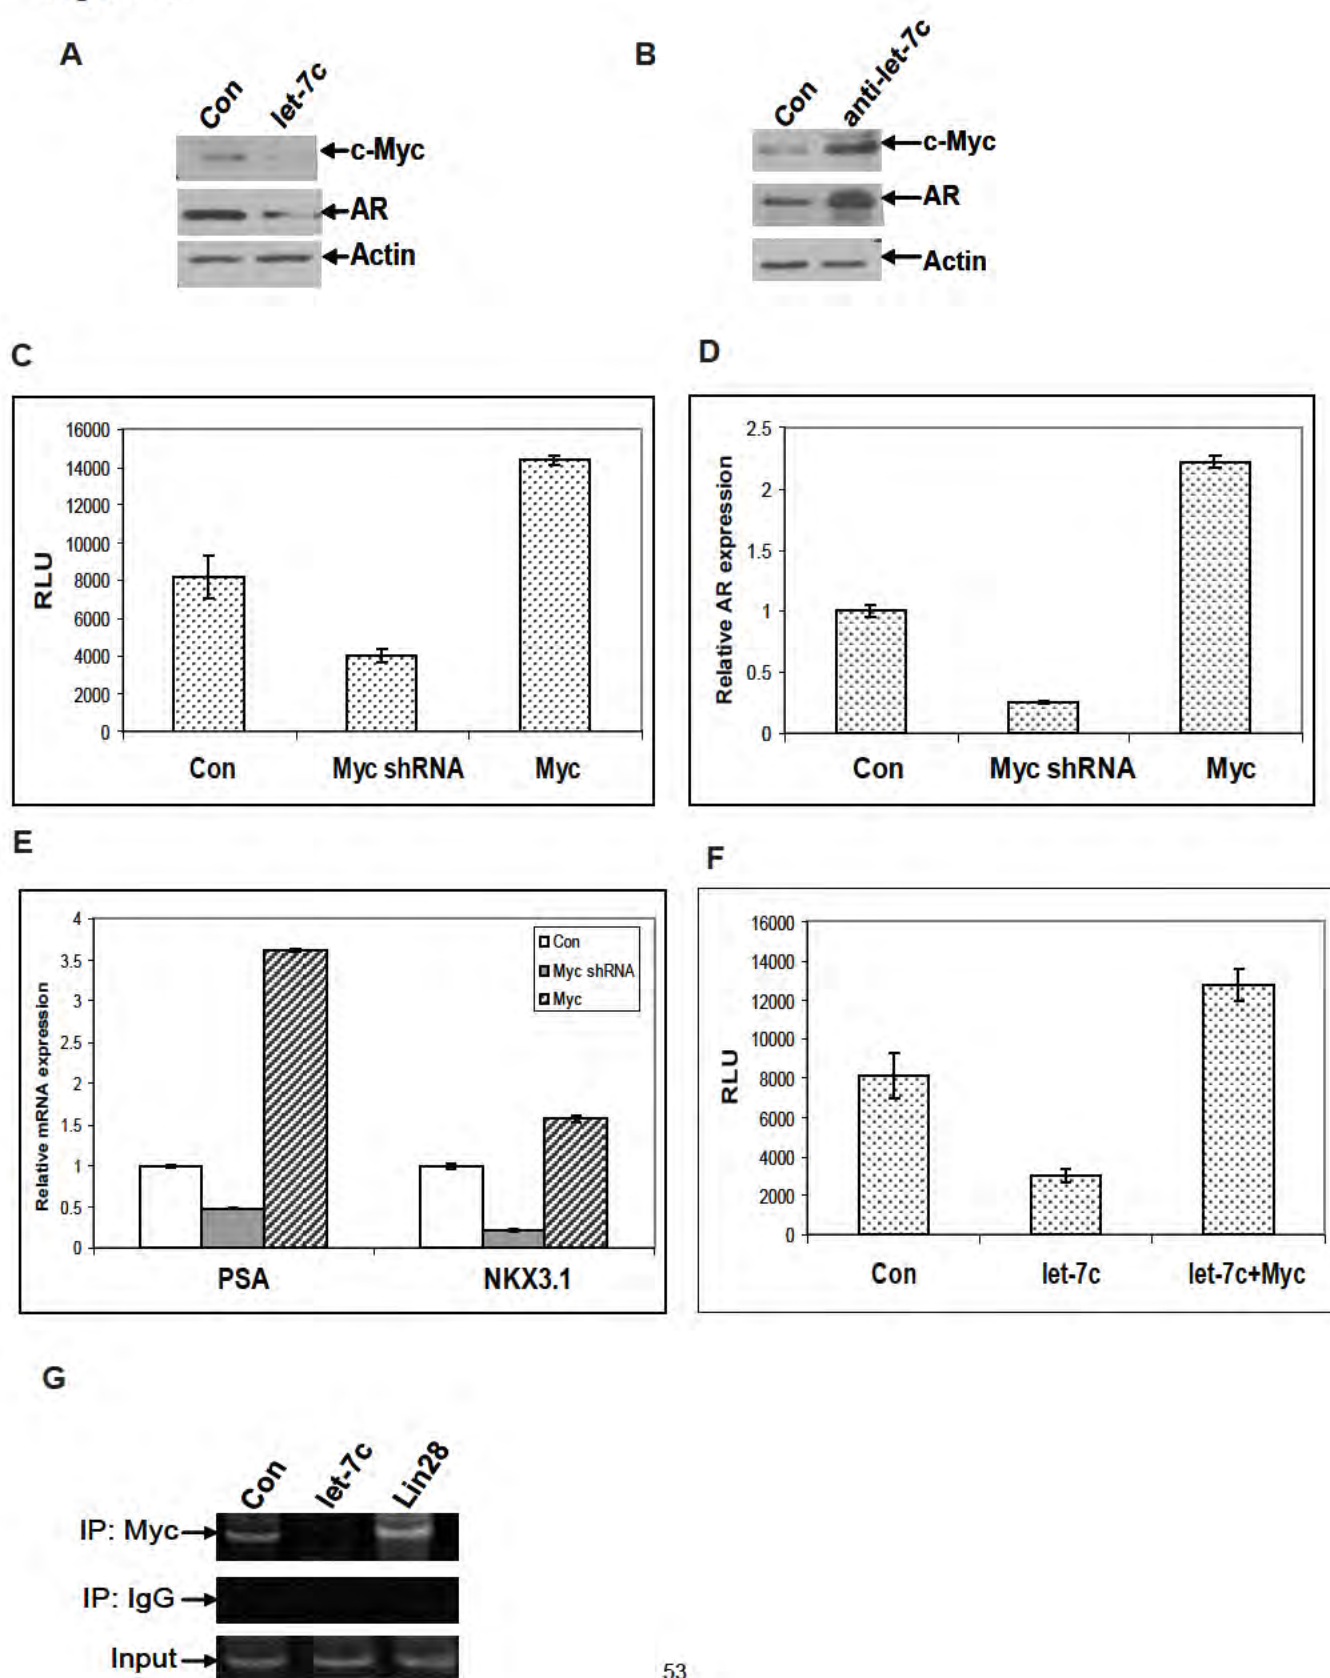 A
Con let-7c
c-Myc
AR
Actin
B
Con anti-let-7c
c-Myc
AR
Actin
C
16000
14000
12000
10000
8000
6000
4000
2000
0
RLU
Con Myc shRNA Myc
D
2.5
2
1.5
1
0.5
0
Relative AR expression
Con Myc shRNA Myc
E
4
3.5
3
2.5
2
1.5
1
0.5
0
Relative mRNA expression
Con
Myc shRNA
Myc
PSA NKX3.1
F
16000
14000
12000
10000
8000
6000
4000
2000
0
RLU
Con let-7c let-7c+Myc
G
Con let-7c Lin28
IP: Myc
IP: IgG
Input
53